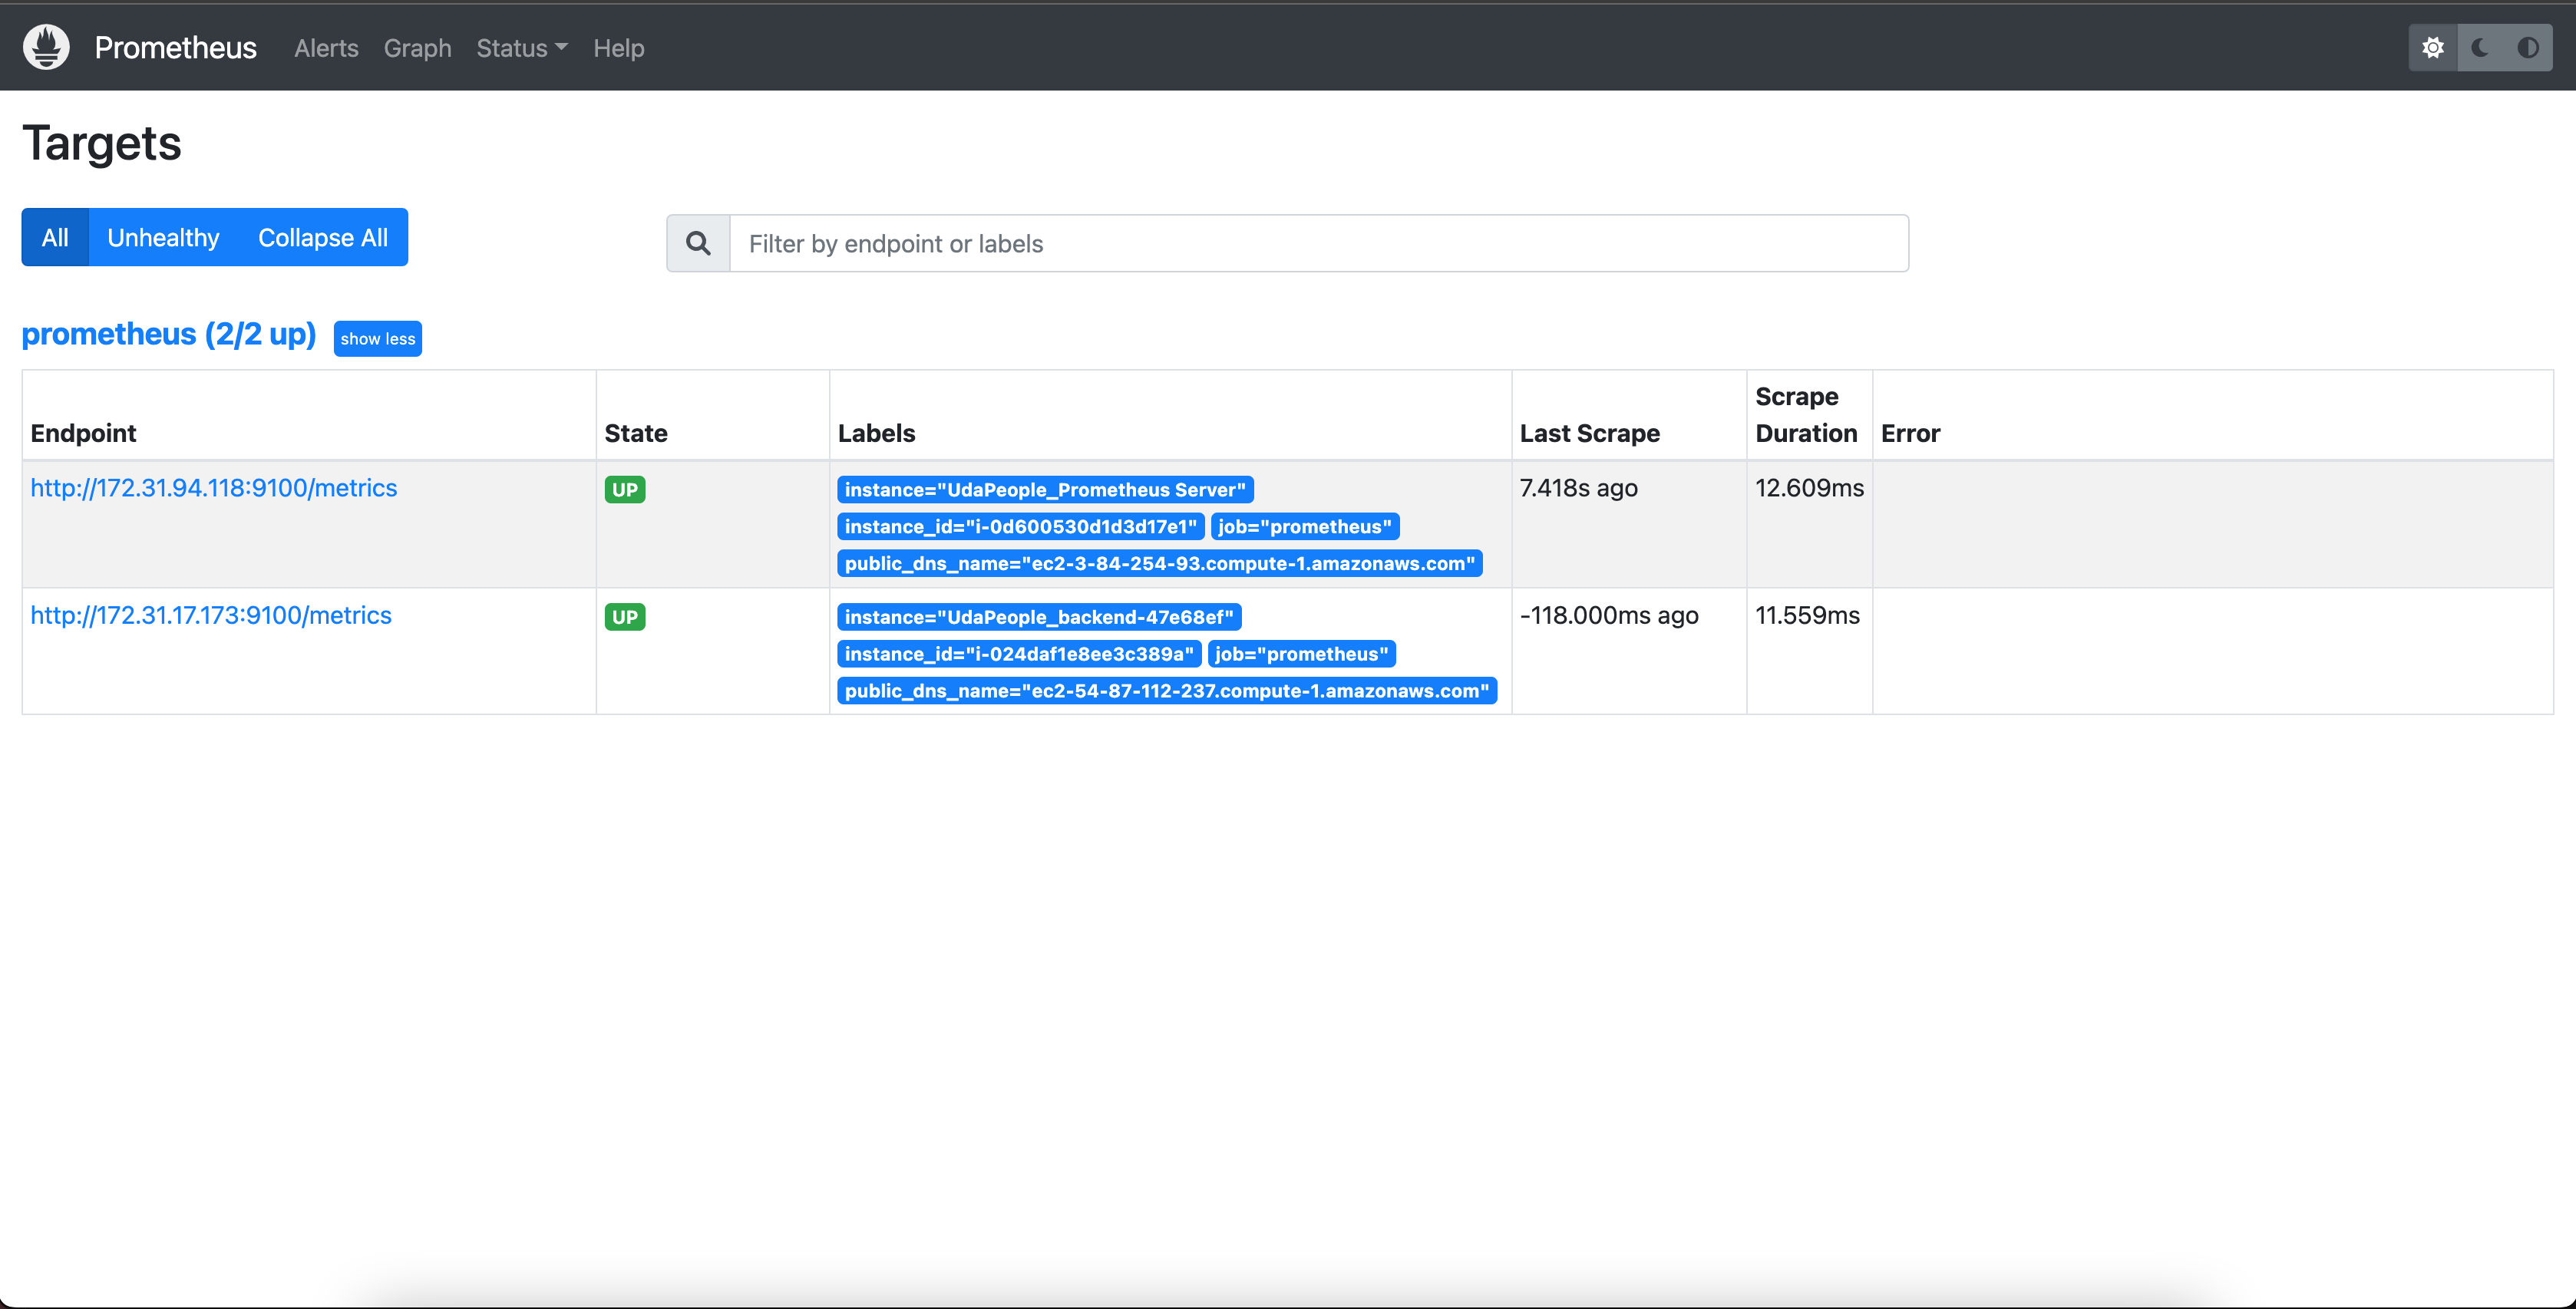 Prometheus Alerts Graph Status Help
Targets
All Unhealthy Collapse All
Filter by endpoint or labels
prometheus (2/2 up) show less
Endpoint State Labels Last Scrape Scrape Duration Error
http://172.31.94.118:9100/metrics UP instance="UdaPeople_Prometheus Server" 7.418s ago 12.609ms
instance_id="i-0d600530d1d3d17e1" job="prometheus"
public_dns_name="ec2-3-84-254-93.compute-1.amazonaws.com"
http://172.31.17.173:9100/metrics UP instance="UdaPeople_backend-47e68ef" -118.000ms ago 11.559ms
instance_id="i-024daf1e8ee3c389a" job="prometheus"
public_dns_name="ec2-54-87-112-237.compute-1.amazonaws.com"